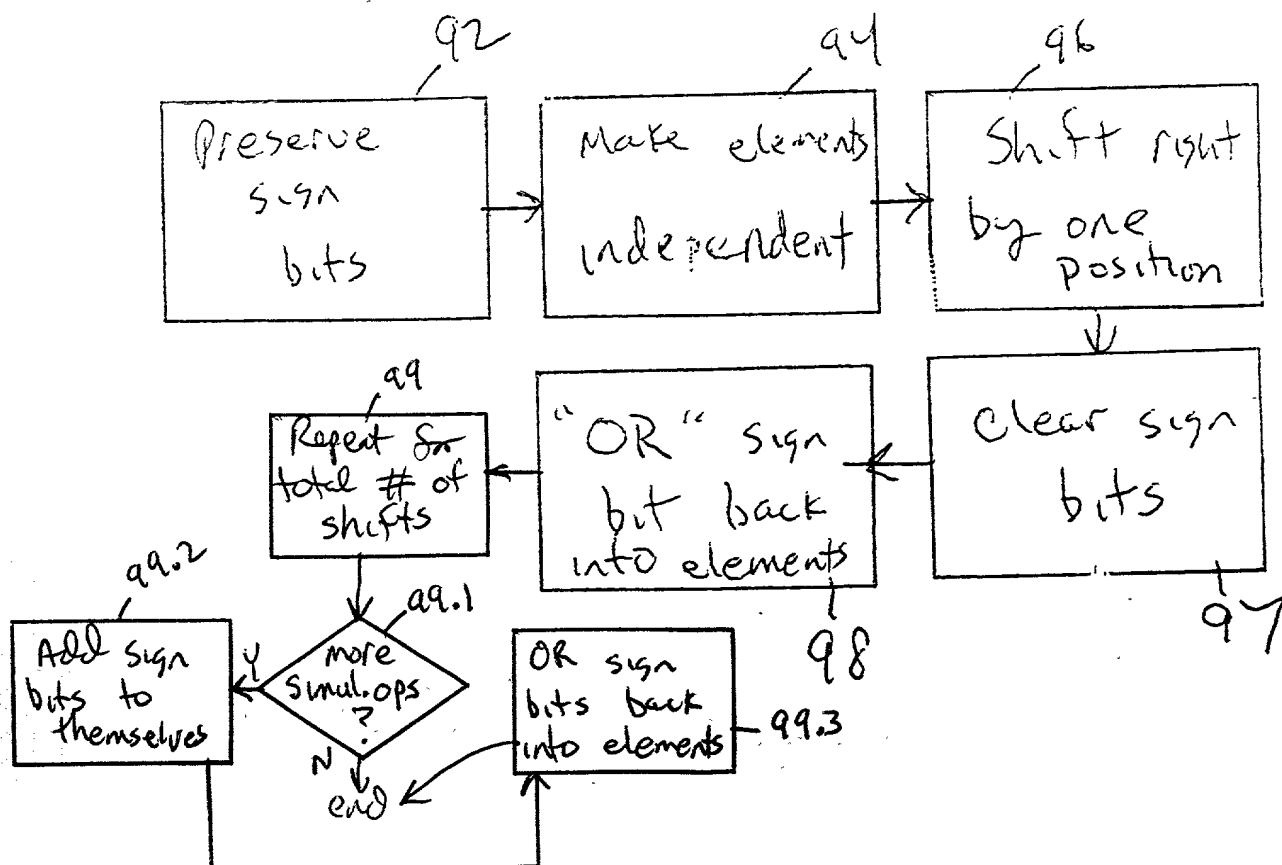 92
Preserve
sign
bits
94
Make elements
independent
96
Shift right
by one
position
Clear sign
bits
97
"OR" sign
bit back
into elements
98
99
Repeat for
total # of
shifts
99.1
more
simul.ops
?
Y
N
end
99.2
Add sign
bits to
themselves
OR sign
bits back
into elements
99.3